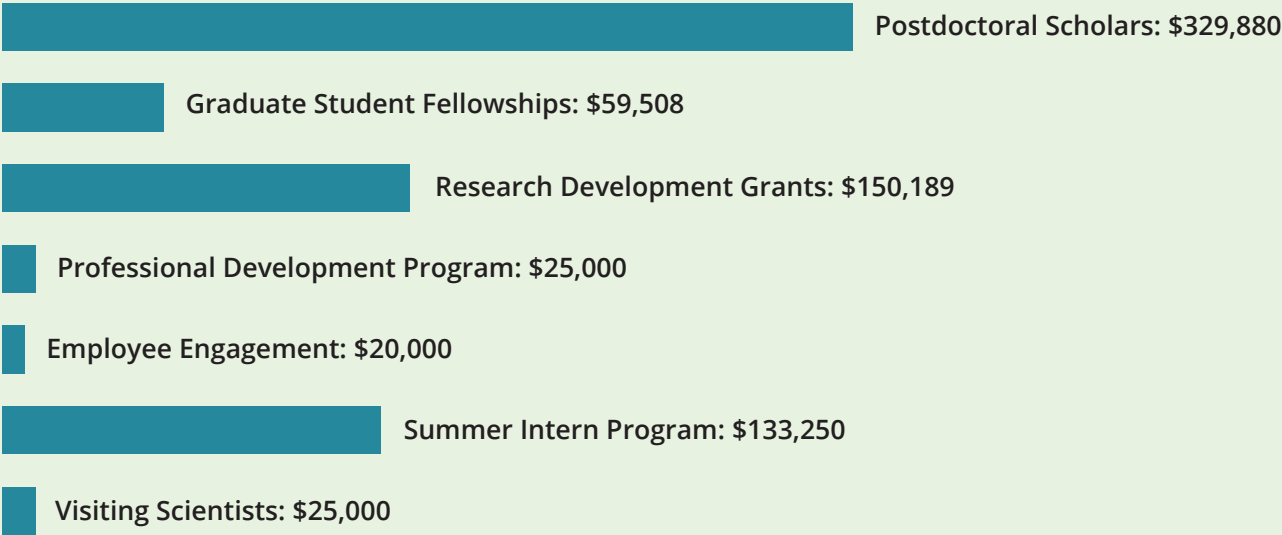 Postdoctoral Scholars: $329,880
Graduate Student Fellowships: $59,508
Research Development Grants: $150,189
Professional Development Program: $25,000
Employee Engagement: $20,000
Summer Intern Program: $133,250
Visiting Scientists: $25,000